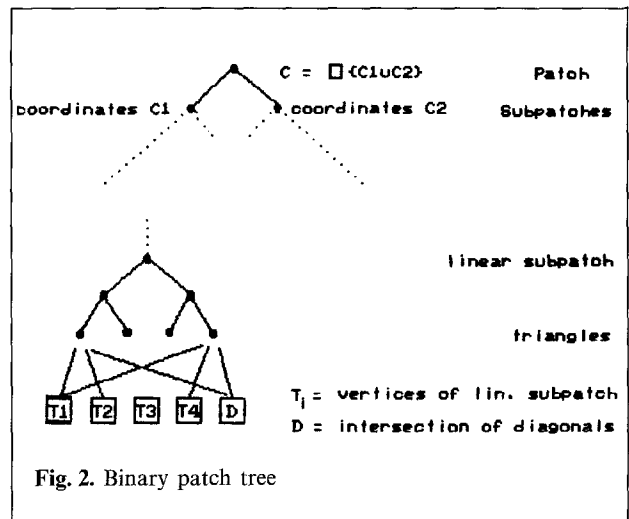 C = □{C1∪C2} Patch
coordinates C1 coordinates C2 Subpatches
linear subpatch
triangles
T1 T2 T3 T4 D
Ti = vertices of lin. subpatch
D = intersection of diagonals
Fig. 2. Binary patch tree